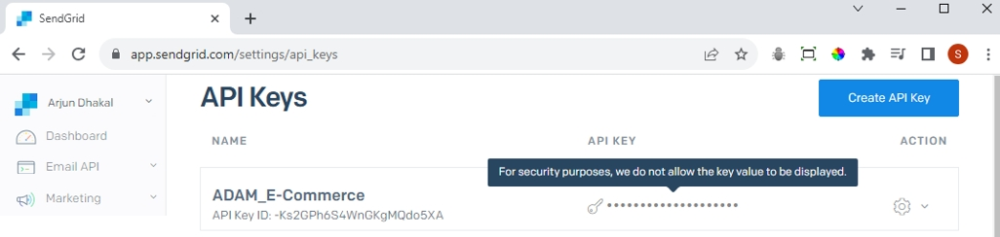 SendGrid
app.sendgrid.com/settings/api_keys
S
Arjun Dhakal
Dashboard
Email API
Marketing
API Keys
Create API Key
NAME
API KEY
ACTION
For security purposes, we do not allow the key value to be displayed.
ADAM_E-Commerce
API Key ID: -Ks2GPh6S4WnGKgMQdo5XA